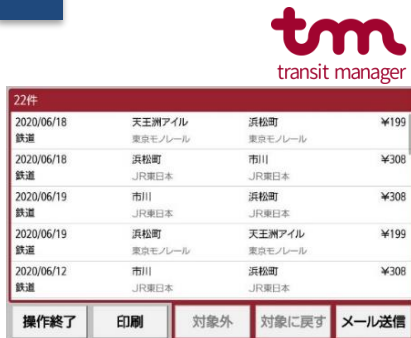 tm
transit manager
22件
2020/06/18 天王洲アイル 浜松町 ¥199
鉄道 東京モノレール 東京モノレール
2020/06/18 浜松町 市川 ¥308
鉄道 JR東日本 JR東日本
2020/06/19 市川 浜松町 ¥308
鉄道 JR東日本 JR東日本
2020/06/19 浜松町 天王洲アイル ¥199
鉄道 東京モノレール 東京モノレール
2020/06/12 市川 浜松町 ¥308
鉄道 JR東日本 JR東日本
操作終了 印刷 対象外 対象に戻す メール送信